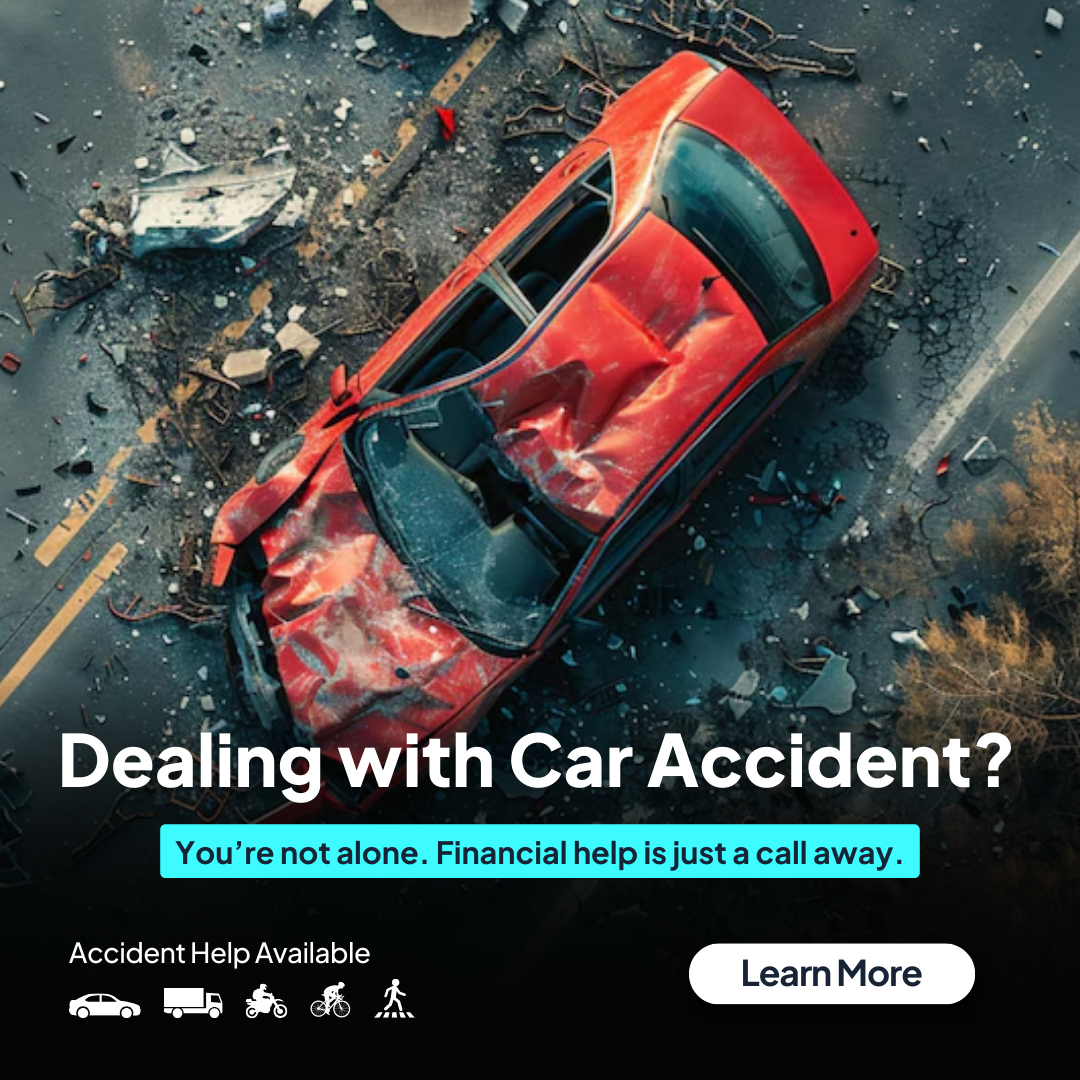 Dealing with Car Accident?
You’re not alone. Financial help is just a call away.
Accident Help Available
Learn More